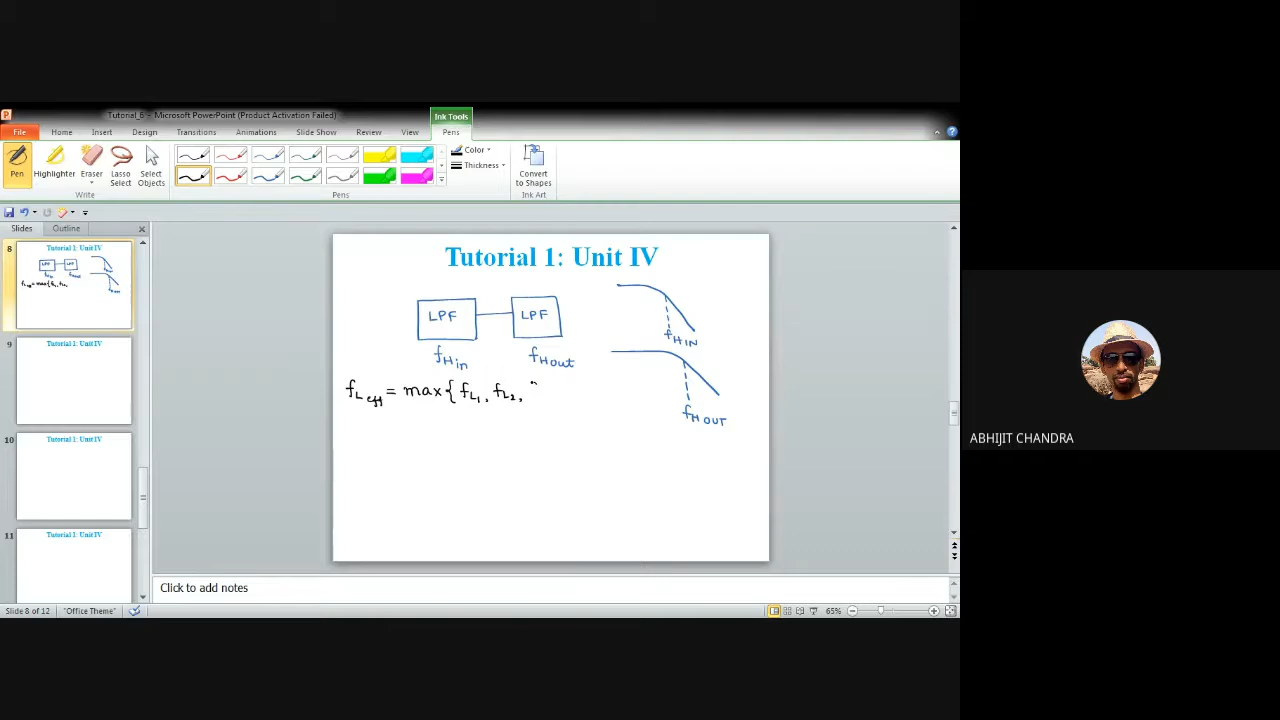 Tutorial_6 - Microsoft PowerPoint (Product Activation Failed)
Ink Tools
File Home Insert Design Transitions Animations Slide Show Review View Pens
Pen Highlighter Eraser Lasso Select Select Objects
Color
Thickness
Convert to Shapes
Write Pens Ink Art
Slides Outline
8
Tutorial 1: Unit IV
9
Tutorial 1: Unit IV
10
Tutorial 1: Unit IV
11
Tutorial 1: Unit IV
Tutorial 1: Unit IV
LPF LPF
f_Hin f_Hout
f_HIN
f_HOUT
f_L eff = max{f_L1, f_L2,
Click to add notes
Slide 8 of 12 "Office Theme" 65%
ABHIJIT CHANDRA